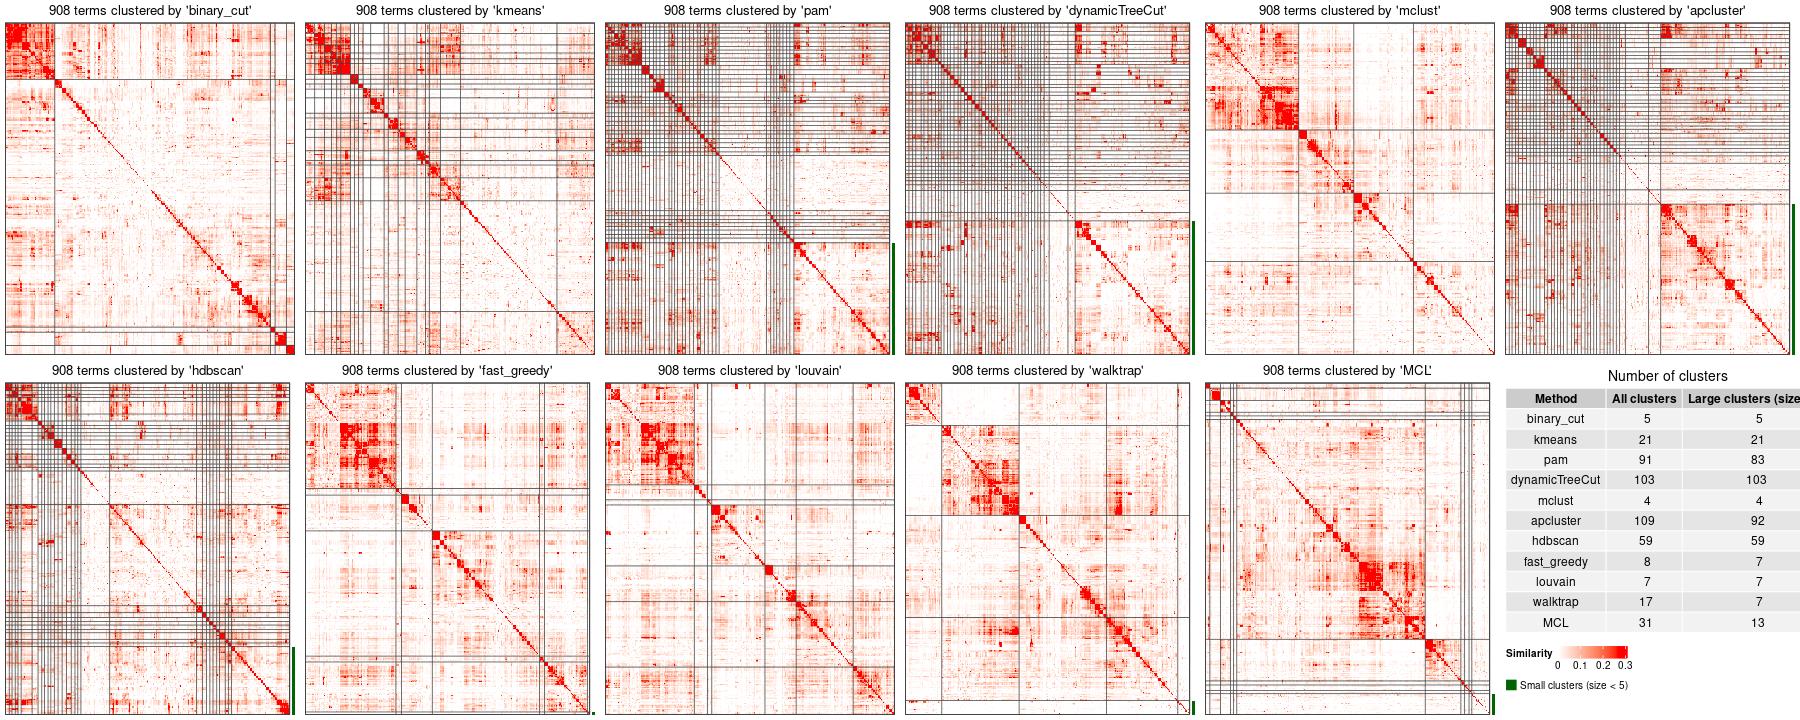 908 terms clustered by 'binary_cut'
908 terms clustered by 'kmeans'
908 terms clustered by 'pam'
908 terms clustered by 'dynamicTreeCut'
908 terms clustered by 'mclust'
908 terms clustered by 'apcluster'
908 terms clustered by 'hdbscan'
908 terms clustered by 'fast_greedy'
908 terms clustered by 'louvain'
908 terms clustered by 'walktrap'
908 terms clustered by 'MCL'
Number of clusters
Method All clusters Large clusters (size
binary_cut 5 5
kmeans 21 21
pam 91 83
dynamicTreeCut 103 103
mclust 4 4
apcluster 109 92
hdbscan 59 59
fast_greedy 8 7
louvain 7 7
walktrap 17 7
MCL 31 13
Similarity
0 0.1 0.2 0.3
Small clusters (size < 5)